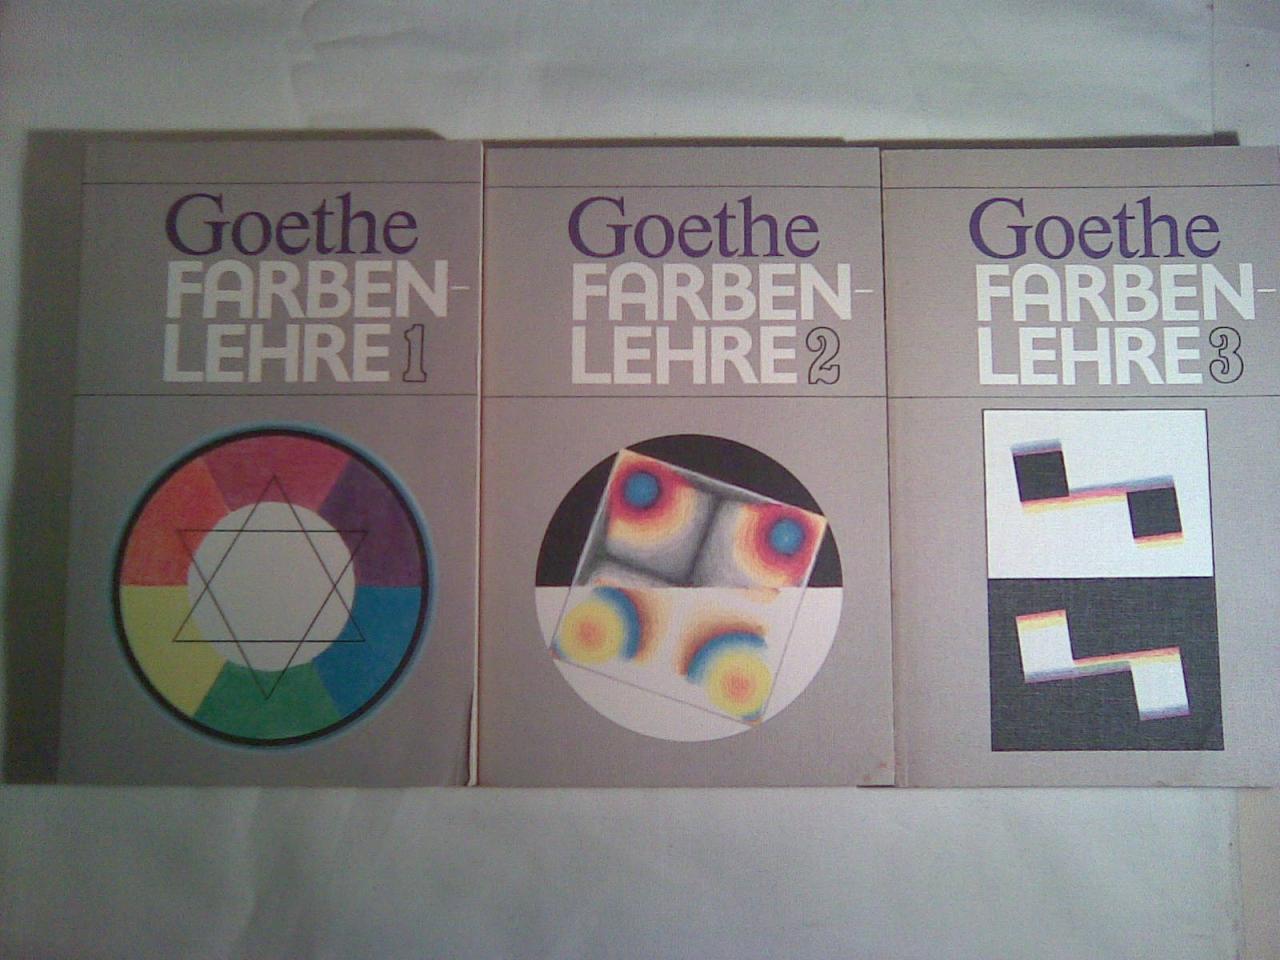 Goethe
FARBEN-
LEHRE 1
Goethe
FARBEN-
LEHRE 2
Goethe
FARBEN-
LEHRE 3